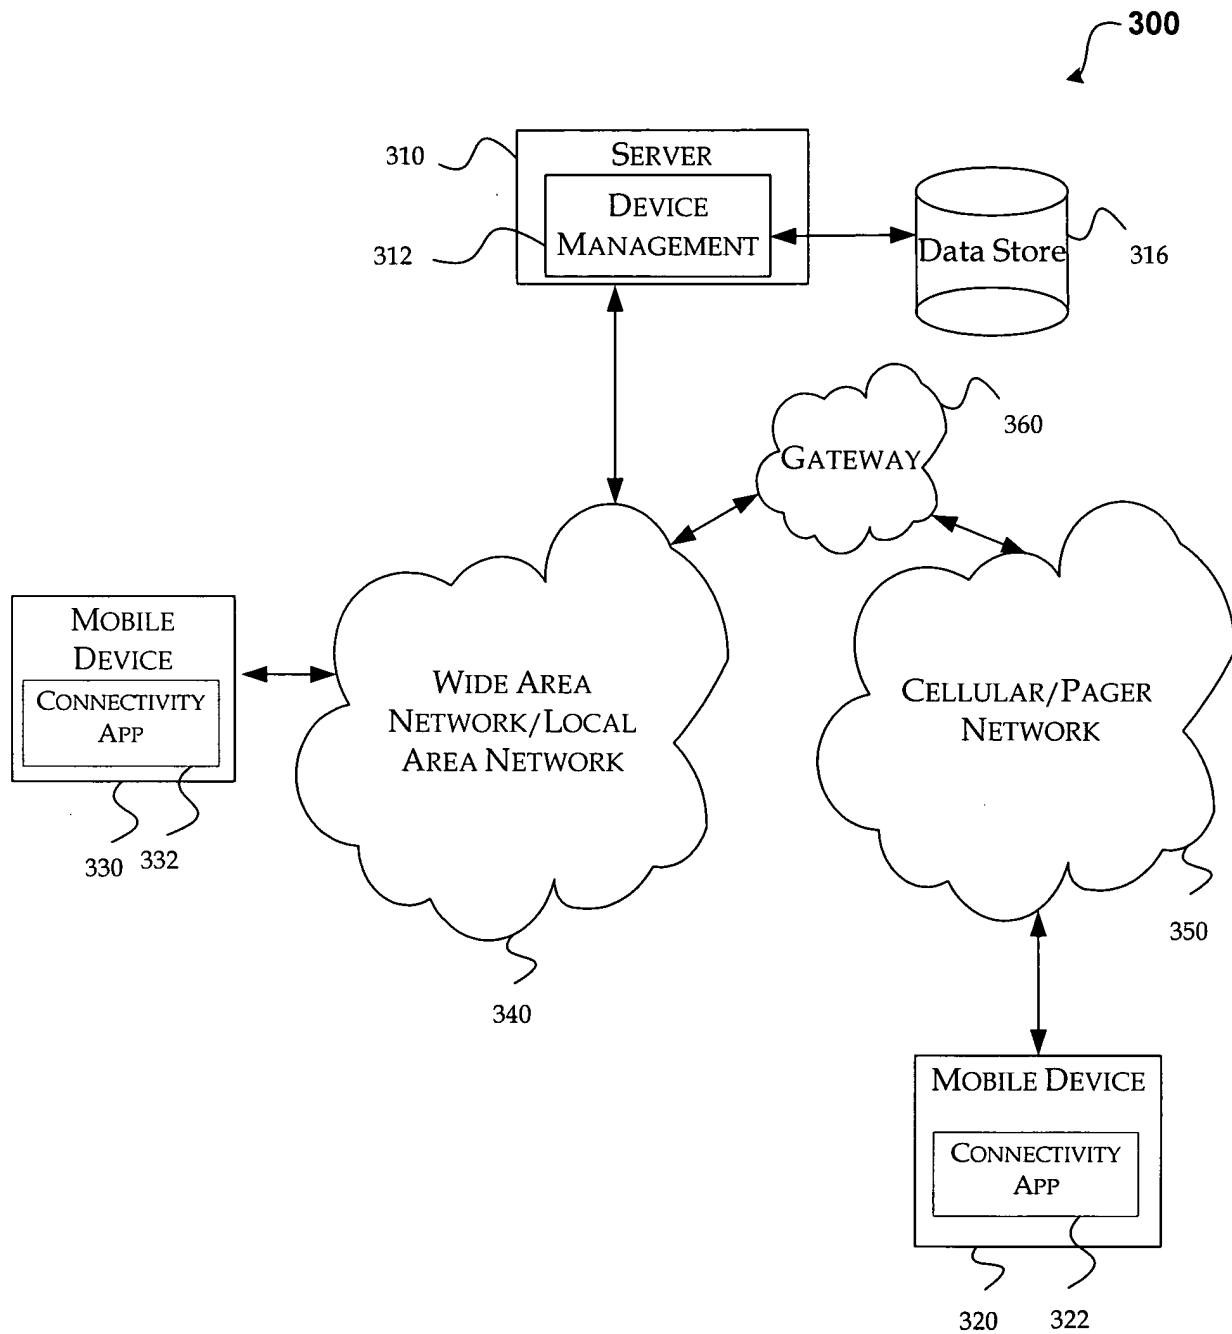 300
310
SERVER
DEVICE
MANAGEMENT
312
Data Store
316
360
GATEWAY
MOBILE
DEVICE
CONNECTIVITY
APP
330
332
WIDE AREA
NETWORK/LOCAL
AREA NETWORK
340
CELLULAR/PAGER
NETWORK
350
MOBILE DEVICE
CONNECTIVITY
APP
320
322